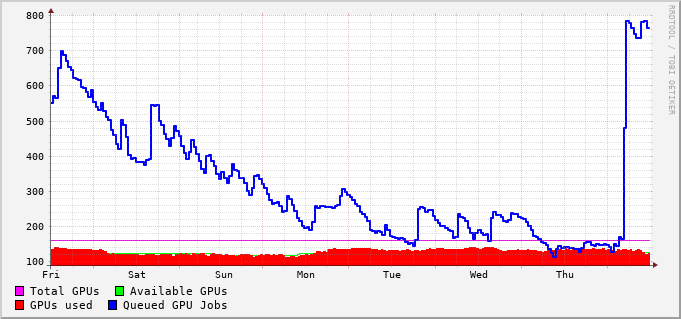 800
700
600
500
400
300
200
100
Fri Sat Sun Mon Tue Wed Thu
Total GPUs Available GPUs
GPUs used Queued GPU Jobs
RRDTOOL / TOBI OETIKER